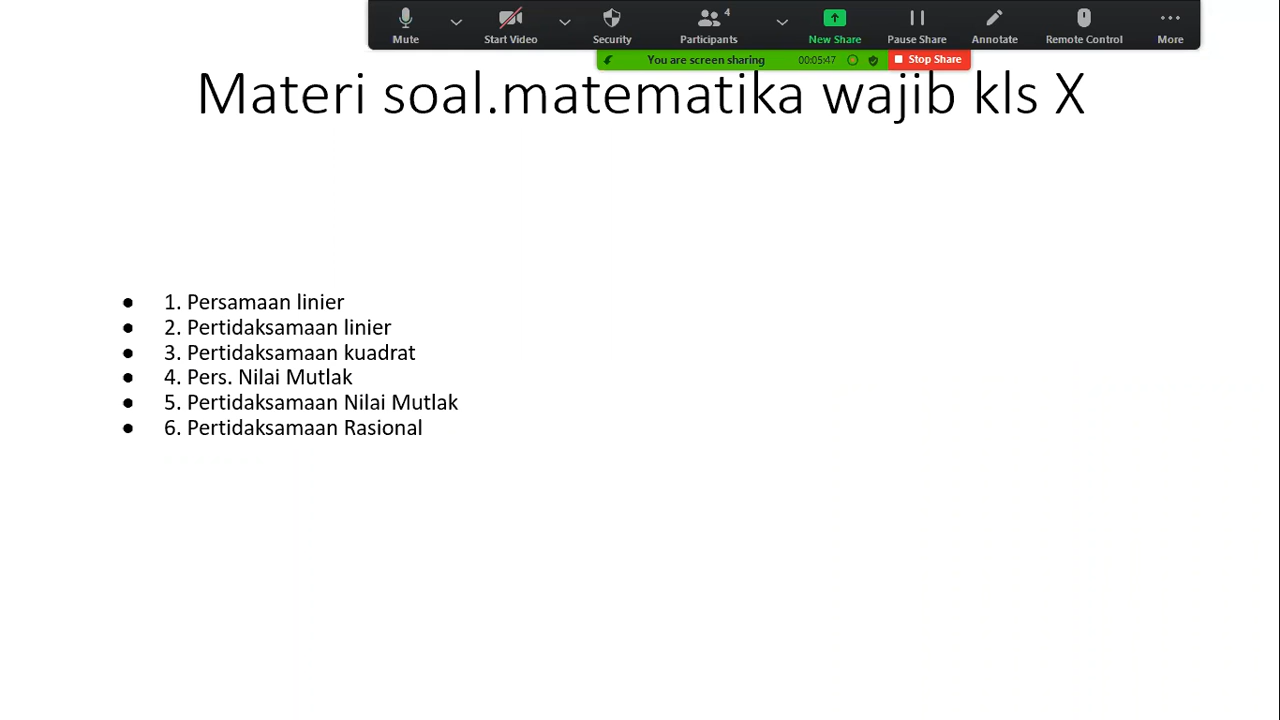 Mute
Start Video
Security
Participants
4
New Share
Pause Share
Annotate
Remote Control
More
You are screen sharing
00:05:47
Stop Share
Materi soal.matematika wajib kls X
• 1. Persamaan linier
• 2. Pertidaksamaan linier
• 3. Pertidaksamaan kuadrat
• 4. Pers. Nilai Mutlak
• 5. Pertidaksamaan Nilai Mutlak
• 6. Pertidaksamaan Rasional